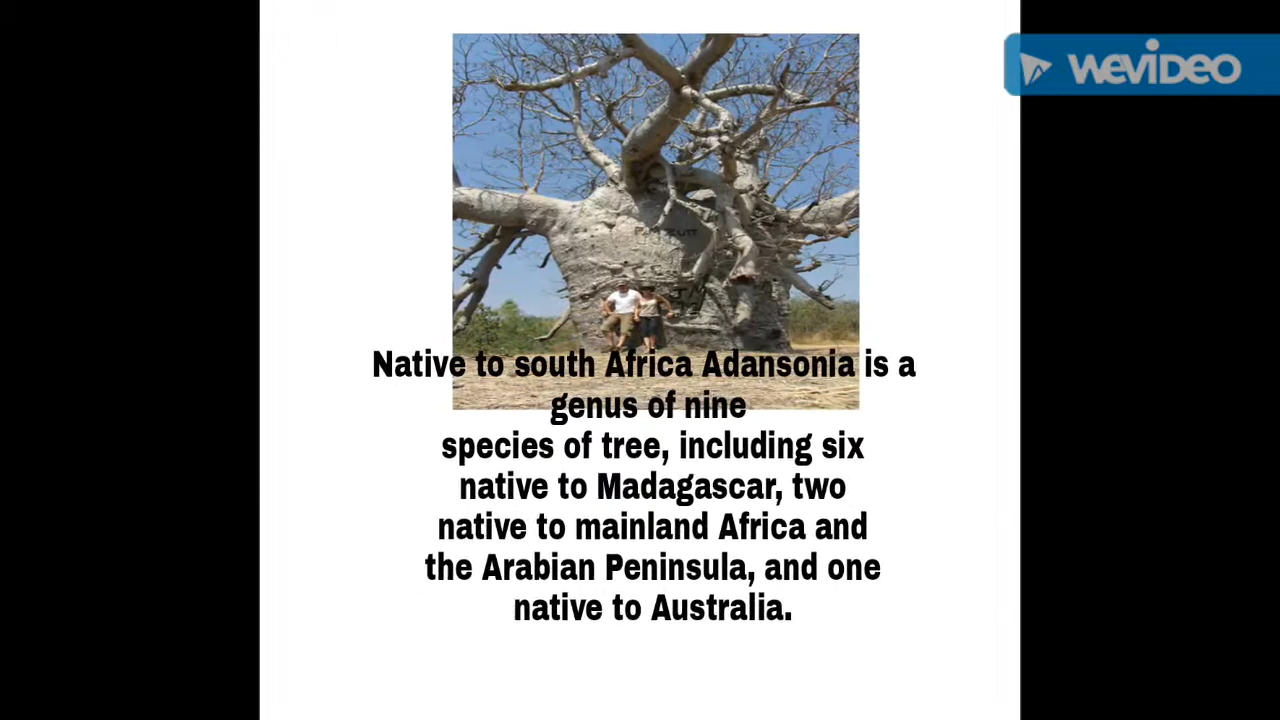 WEVIDEO
Native to south Africa Adansonia is a
genus of nine
species of tree, including six
native to Madagascar, two
native to mainland Africa and
the Arabian Peninsula, and one
native to Australia.